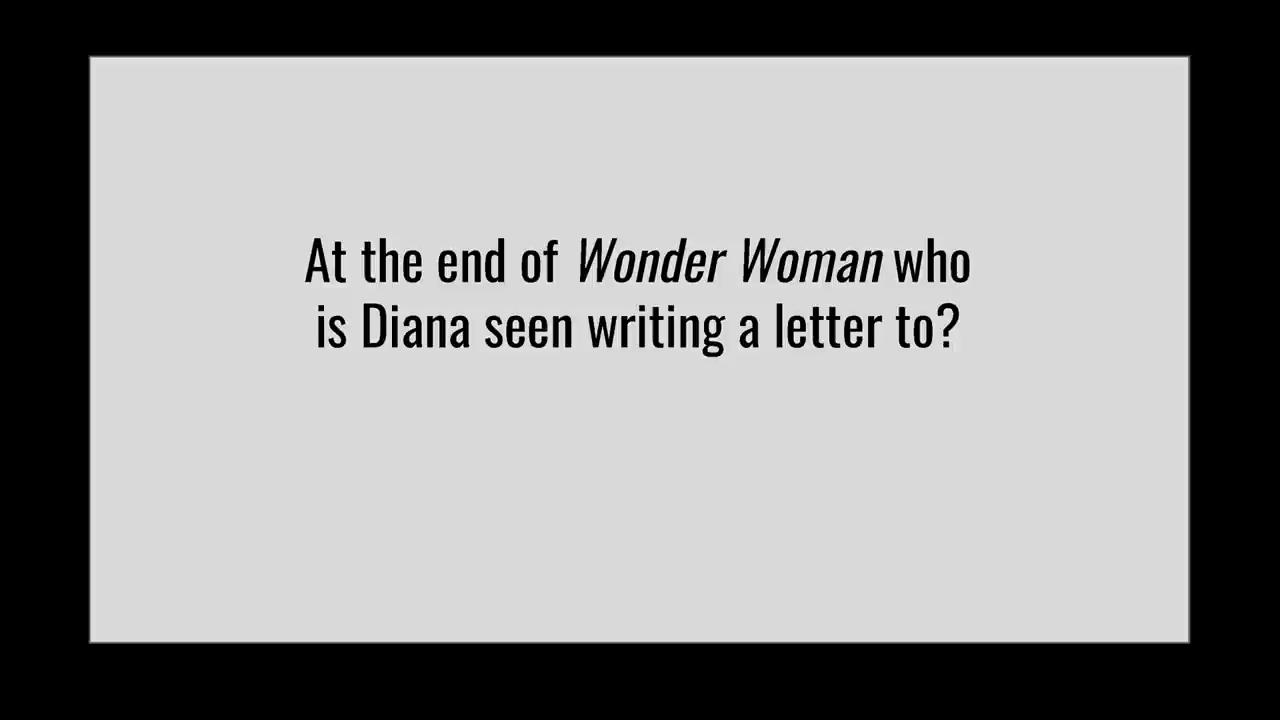 At the end of Wonder Woman who
is Diana seen writing a letter to?